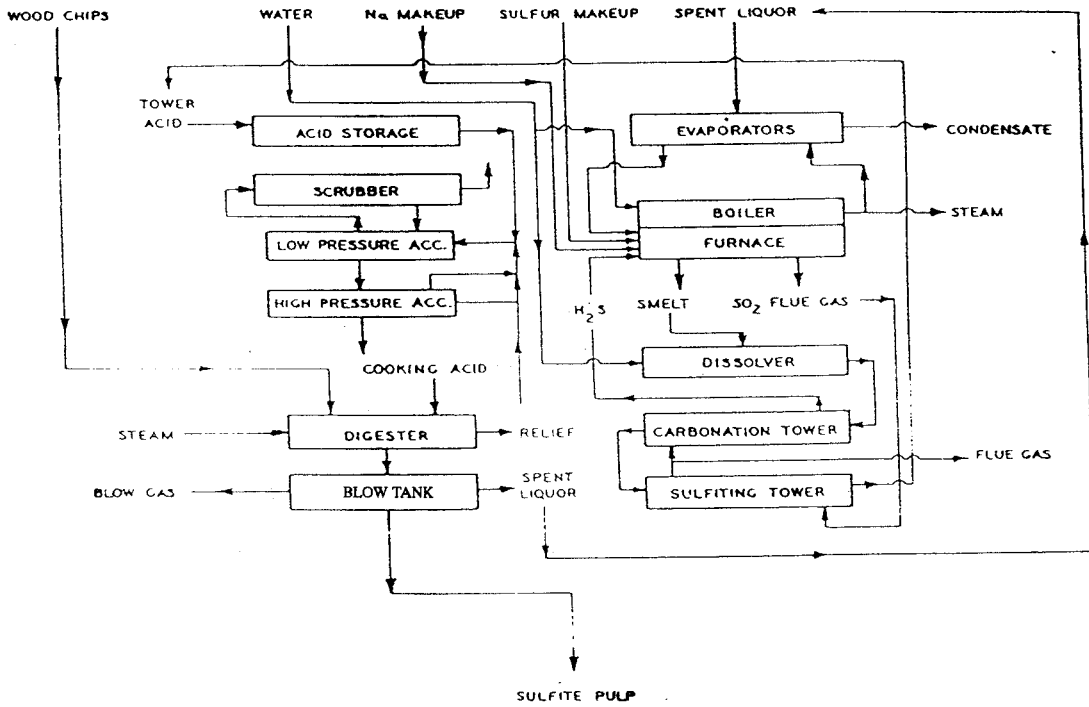 WOOD CHIPS
WATER
Na MAKEUP
SULFUR MAKEUP
SPENT LIQUOR
TOWER
ACID
ACID STORAGE
EVAPORATORS
CONDENSATE
SCRUBBER
BOILER
STEAM
LOW PRESSURE ACC.
FURNACE
HIGH PRESSURE ACC.
H2S
SMELT
SO2 FLUE GAS
COOKING ACID
DISSOLVER
STEAM
DIGESTER
RELIEF
CARBONATION TOWER
FLUE GAS
BLOW GAS
BLOW TANK
SPENT
LIQUOR
SULFITING TOWER
SULFITE PULP